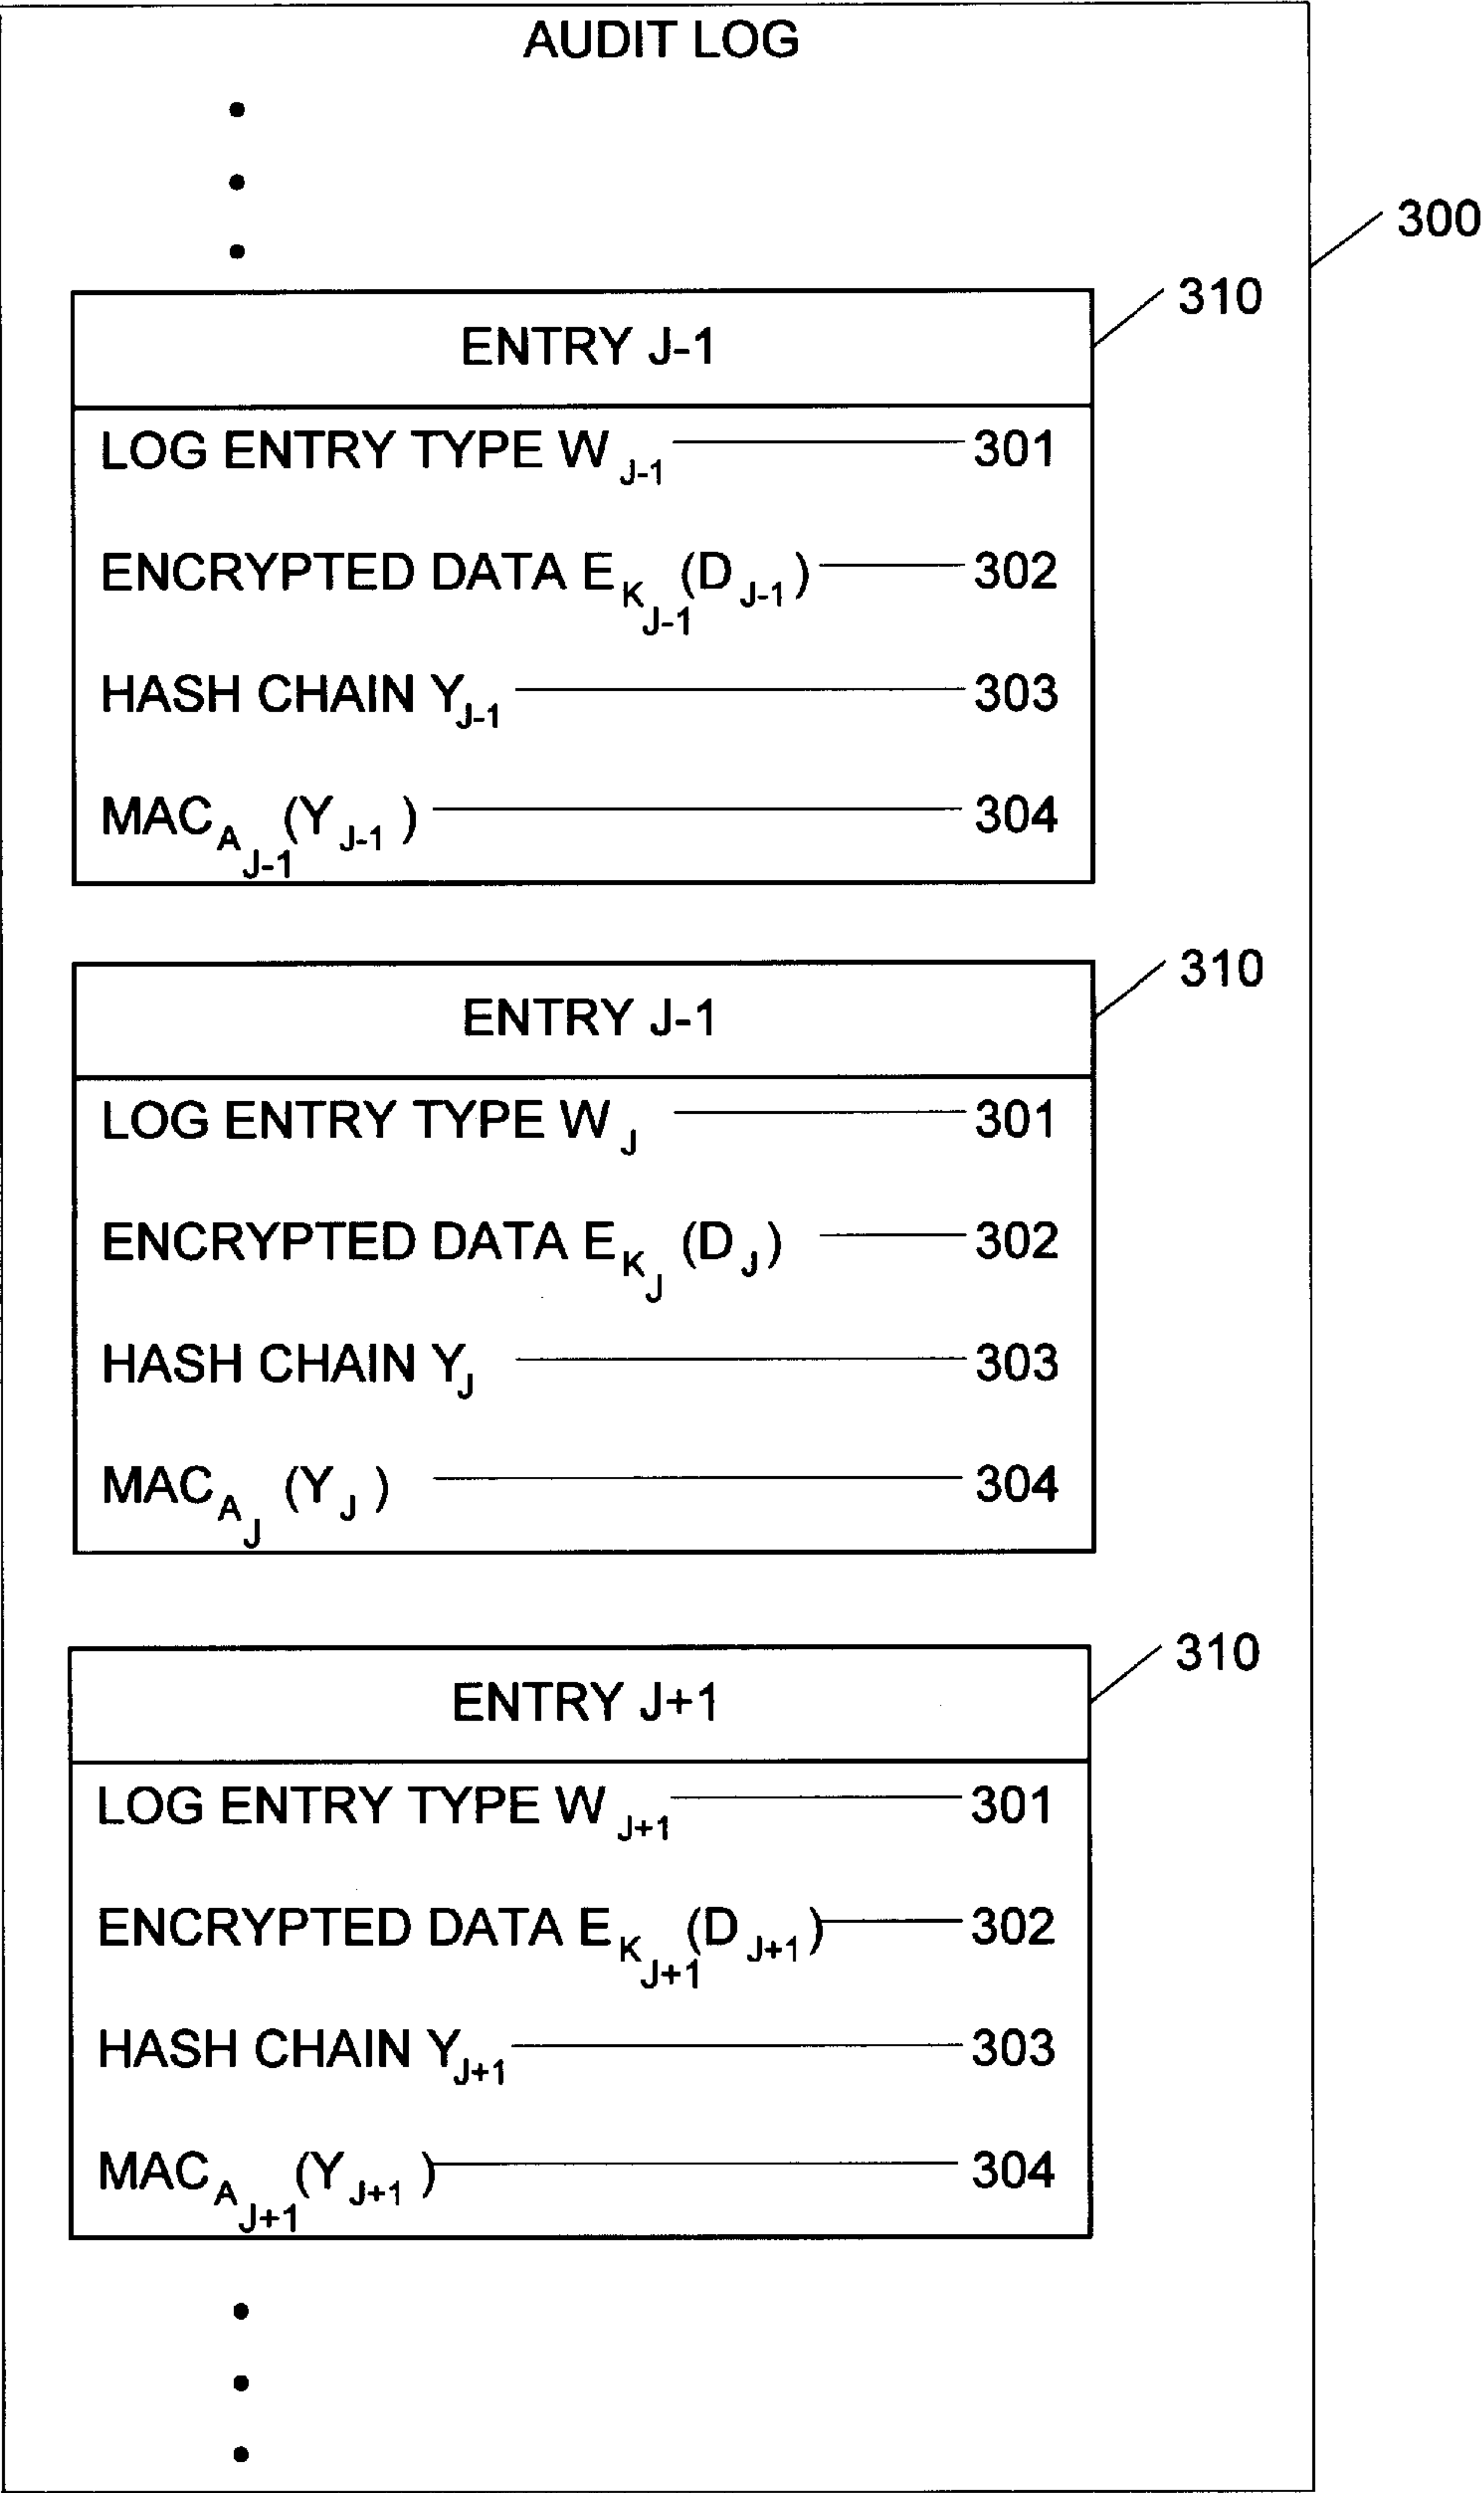 AUDIT LOG
300
310
ENTRY J-1
LOG ENTRY TYPE W J-1 301
ENCRYPTED DATA E K J-1 (D J-1) 302
HASH CHAIN Y J-1 303
MAC A J-1 (Y J-1) 304
310
ENTRY J-1
LOG ENTRY TYPE W J 301
ENCRYPTED DATA E K J (D J) 302
HASH CHAIN Y J 303
MAC A J (Y J) 304
310
ENTRY J+1
LOG ENTRY TYPE W J+1 301
ENCRYPTED DATA E K J+1 (D J+1) 302
HASH CHAIN Y J+1 303
MAC A J+1 (Y J+1) 304